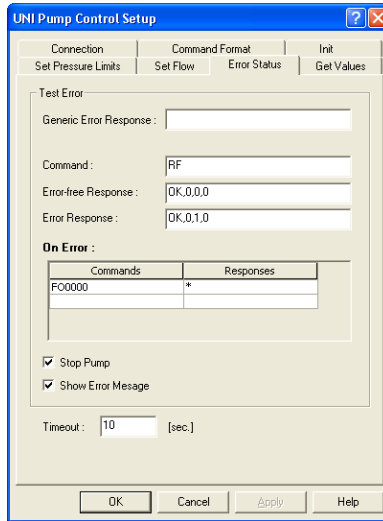 UNI Pump Control Setup
Connection Command Format Init
Set Pressure Limits Set Flow Error Status Get Values
Test Error
Generic Error Response :
Command : RF
Error-free Response : OK,0,0,0
Error Response : OK,0,1,0
On Error :
Commands Responses
FO0000 *
Stop Pump
Show Error Mesage
Timeout : 10 [sec.]
OK Cancel Apply Help